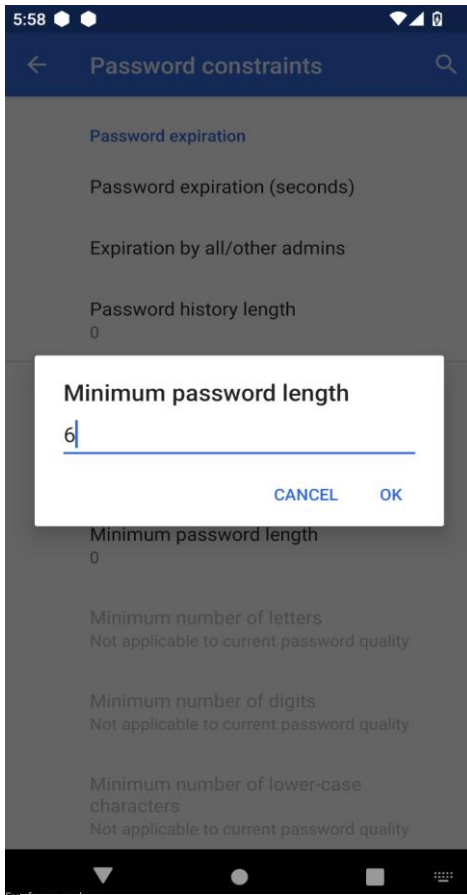 5:58
Password constraints
Password expiration
Password expiration (seconds)
Expiration by all/other admins
Password history length
0
Minimum password length
6
CANCEL OK
Minimum password length
0
Minimum number of letters
Not applicable to current password quality
Minimum number of digits
Not applicable to current password quality
Minimum number of lower-case
characters
Not applicable to current password quality